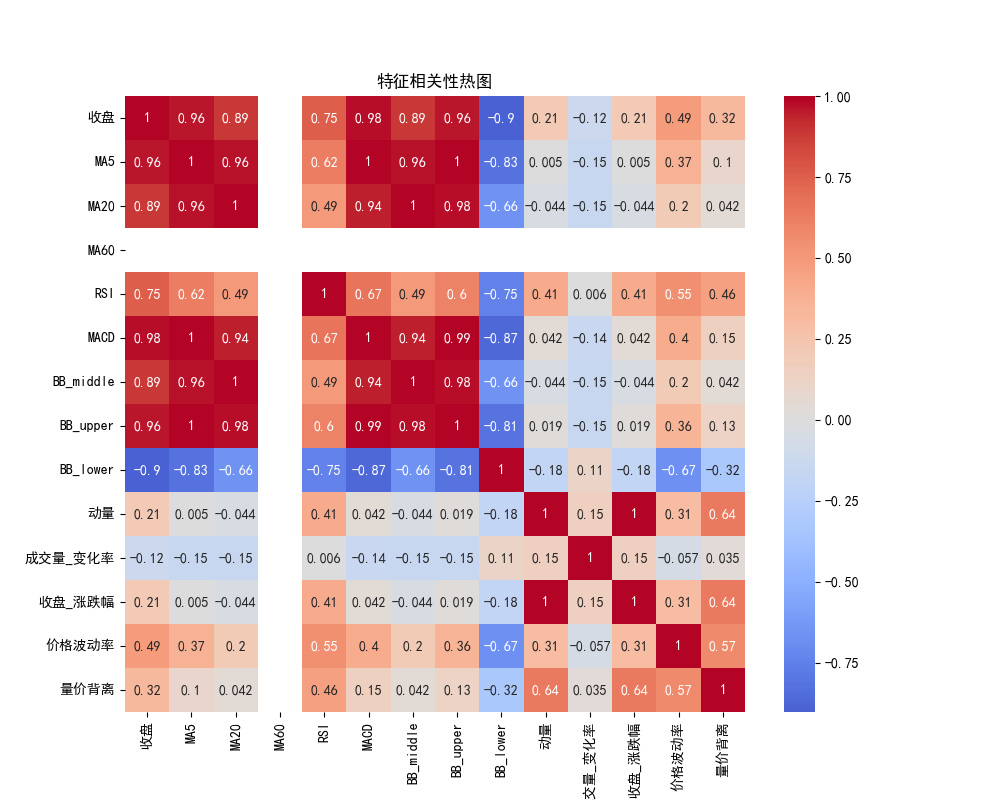 特征相关性热图
收盘 1 0.96 0.89 0.75 0.98 0.89 0.96 −0.9 0.21 −0.12 0.21 0.49 0.32
MA5 0.96 1 0.96 0.62 1 0.96 1 −0.83 0.005 −0.15 0.005 0.37 0.1
MA20 0.89 0.96 1 0.49 0.94 1 0.98 −0.66 −0.044 −0.15 −0.044 0.2 0.042
MA60
RSI 0.75 0.62 0.49 1 0.67 0.49 0.6 −0.75 0.41 0.006 0.41 0.55 0.46
MACD 0.98 1 0.94 0.67 1 0.94 0.99 −0.87 0.042 −0.14 0.042 0.4 0.15
BB_middle 0.89 0.96 1 0.49 0.94 1 0.98 −0.66 −0.044 −0.15 −0.044 0.2 0.042
BB_upper 0.96 1 0.98 0.6 0.99 0.98 1 −0.81 0.019 −0.15 0.019 0.36 0.13
BB_lower −0.9 −0.83 −0.66 −0.75 −0.87 −0.66 −0.81 1 −0.18 0.11 −0.18 −0.67 −0.32
动量 0.21 0.005 −0.044 0.41 0.042 −0.044 0.019 −0.18 1 0.15 1 0.31 0.64
成交量_变化率 −0.12 −0.15 −0.15 0.006 −0.14 −0.15 −0.15 0.11 0.15 1 0.15 −0.057 0.035
收盘_涨跌幅 0.21 0.005 −0.044 0.41 0.042 −0.044 0.019 −0.18 1 0.15 1 0.31 0.64
价格波动率 0.49 0.37 0.2 0.55 0.4 0.2 0.36 −0.67 0.31 −0.057 0.31 1 0.57
量价背离 0.32 0.1 0.042 0.46 0.15 0.042 0.13 −0.32 0.64 0.035 0.64 0.57 1
收盘
MA5
MA20
MA60
RSI
MACD
BB_middle
BB_upper
BB_lower
动量
交量_变化率
收盘_涨跌幅
价格波动率
量价背离
1.00
0.75
0.50
0.25
0.00
−0.25
−0.50
−0.75